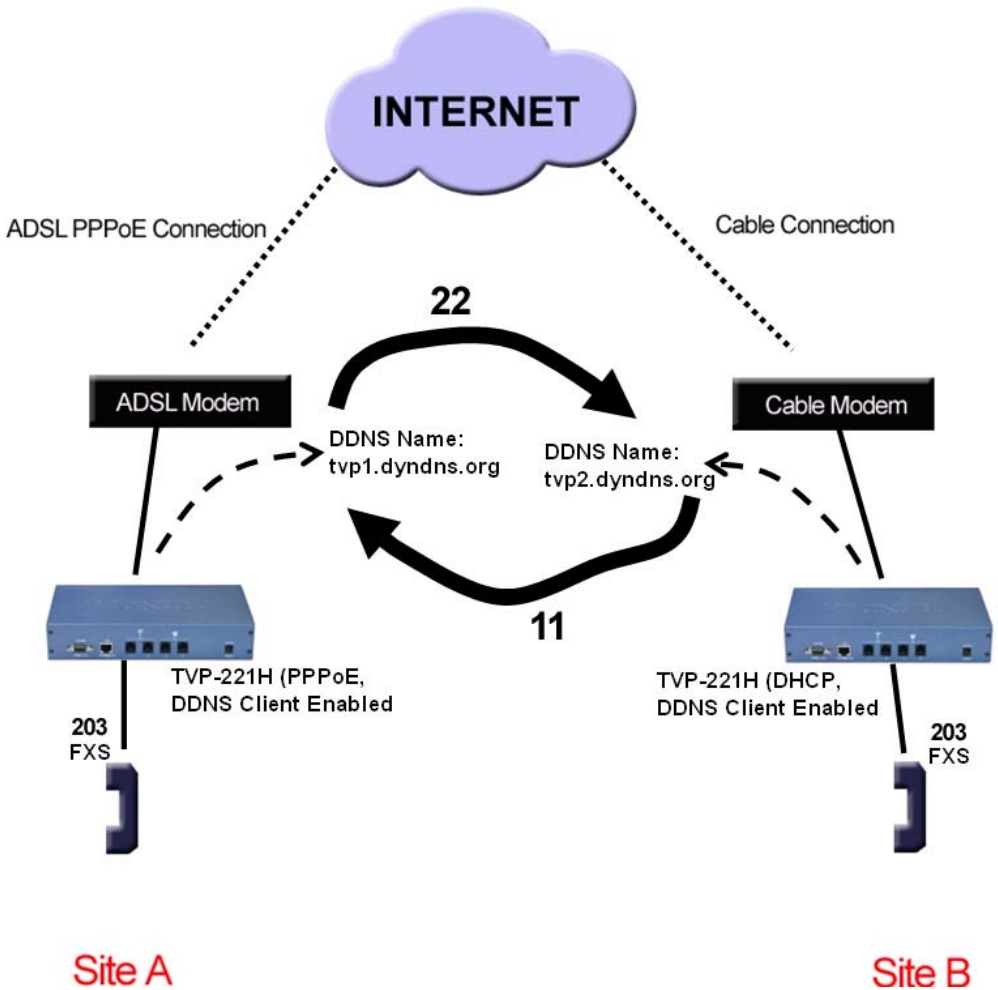 INTERNET
ADSL PPPoE Connection
Cable Connection
22
ADSL Modem
Cable Modem
DDNS Name:
tvp1.dyndns.org
DDNS Name:
tvp2.dyndns.org
11
TVP-221H (PPPoE,
DDNS Client Enabled
TVP-221H (DHCP,
DDNS Client Enabled
203
FXS
203
FXS
Site A
Site B